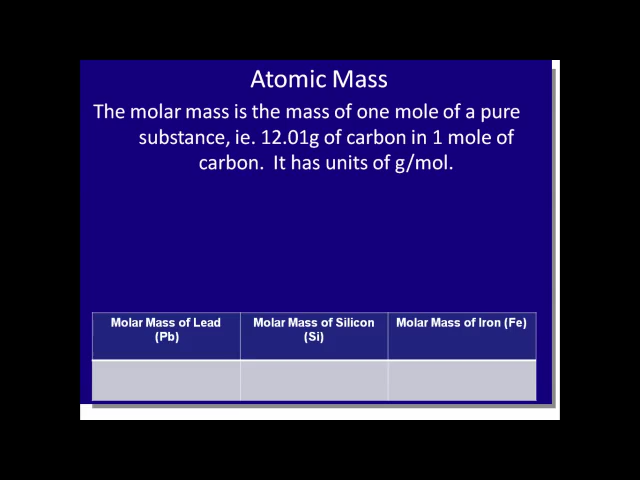 Atomic Mass
The molar mass is the mass of one mole of a pure
substance, ie. 12.01g of carbon in 1 mole of
carbon. It has units of g/mol.
Molar Mass of Lead
(Pb)
Molar Mass of Silicon
(Si)
Molar Mass of Iron (Fe)